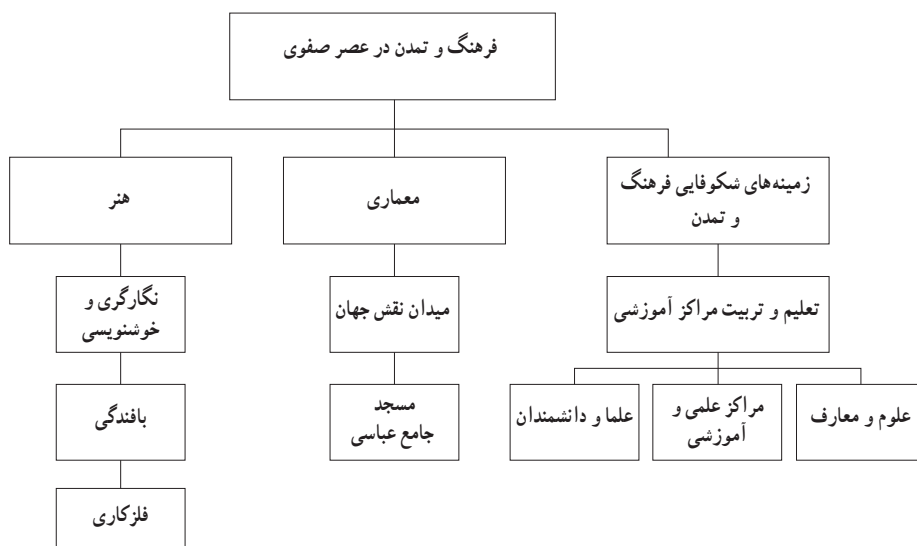 فرهنگ و تمدن در عصر صفوی
زمینه‌های شکوفایی فرهنگ
و تمدن
معماری
هنر
تعلیم و تربیت مراکز آموزشی
میدان نقش جهان
نگارگری و
خوشنویسی
علوم و معارف
مراکز علمی و
آموزشی
علما و دانشمندان
مسجد
جامع عباسی
بافندگی
فلزکاری